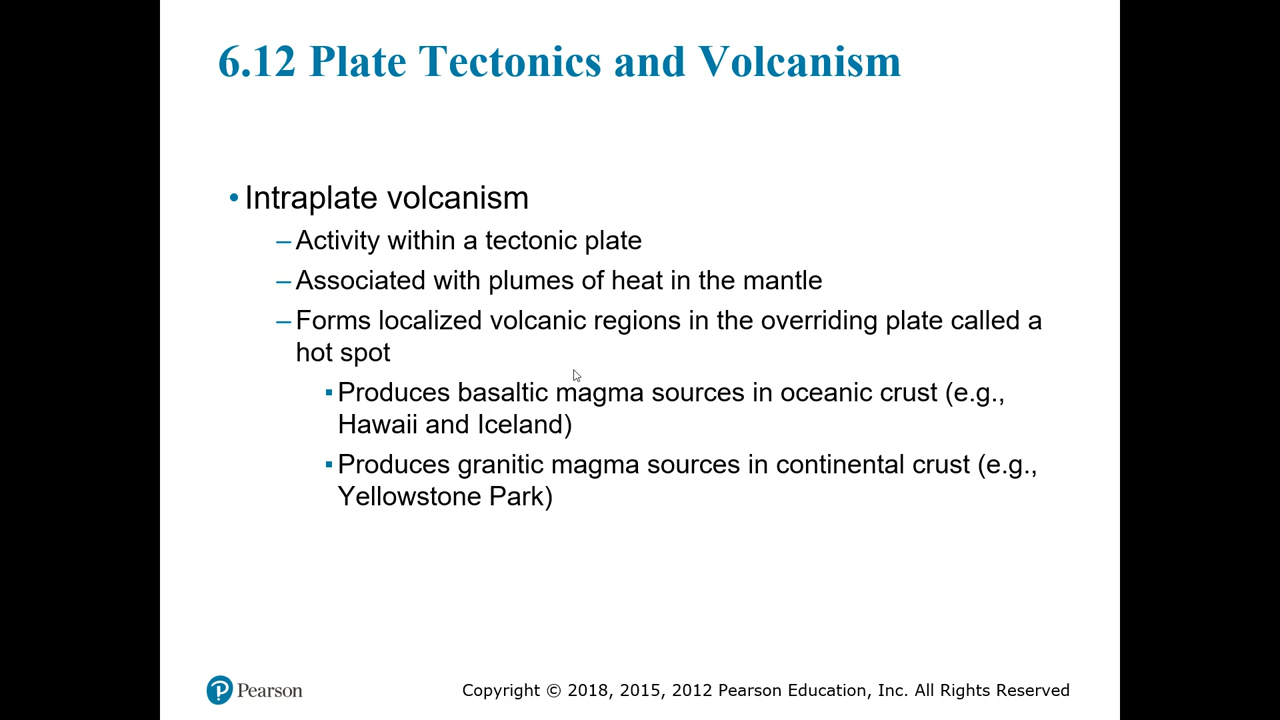 6.12 Plate Tectonics and Volcanism
• Intraplate volcanism
– Activity within a tectonic plate
– Associated with plumes of heat in the mantle
– Forms localized volcanic regions in the overriding plate called a
hot spot
▪ Produces basaltic magma sources in oceanic crust (e.g.,
Hawaii and Iceland)
▪ Produces granitic magma sources in continental crust (e.g.,
Yellowstone Park)
P Pearson
Copyright © 2018, 2015, 2012 Pearson Education, Inc. All Rights Reserved